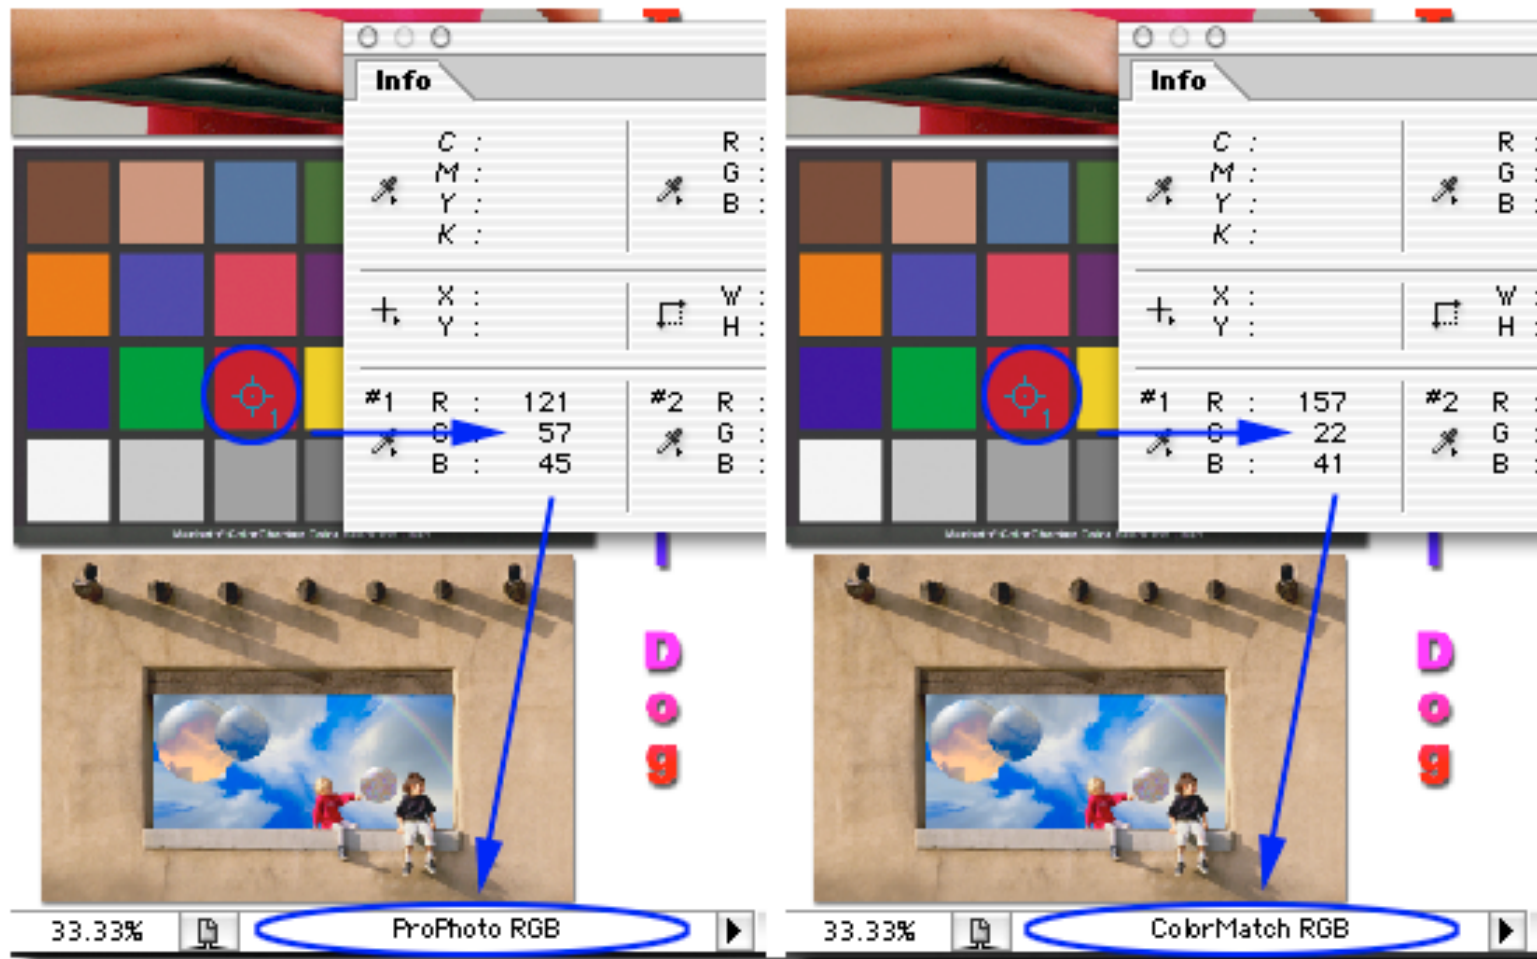 Info
C :
M :
Y :
K :
R :
G :
B :
X :
Y :
W :
H :
#1 R : 121
G : 57
B : 45
#2 R :
G :
B :
D
o
g
33.33%
ProPhoto RGB
Info
C :
M :
Y :
K :
R :
G :
B :
X :
Y :
W :
H :
#1 R : 157
G : 22
B : 41
#2 R :
G :
B :
D
o
g
33.33%
ColorMatch RGB